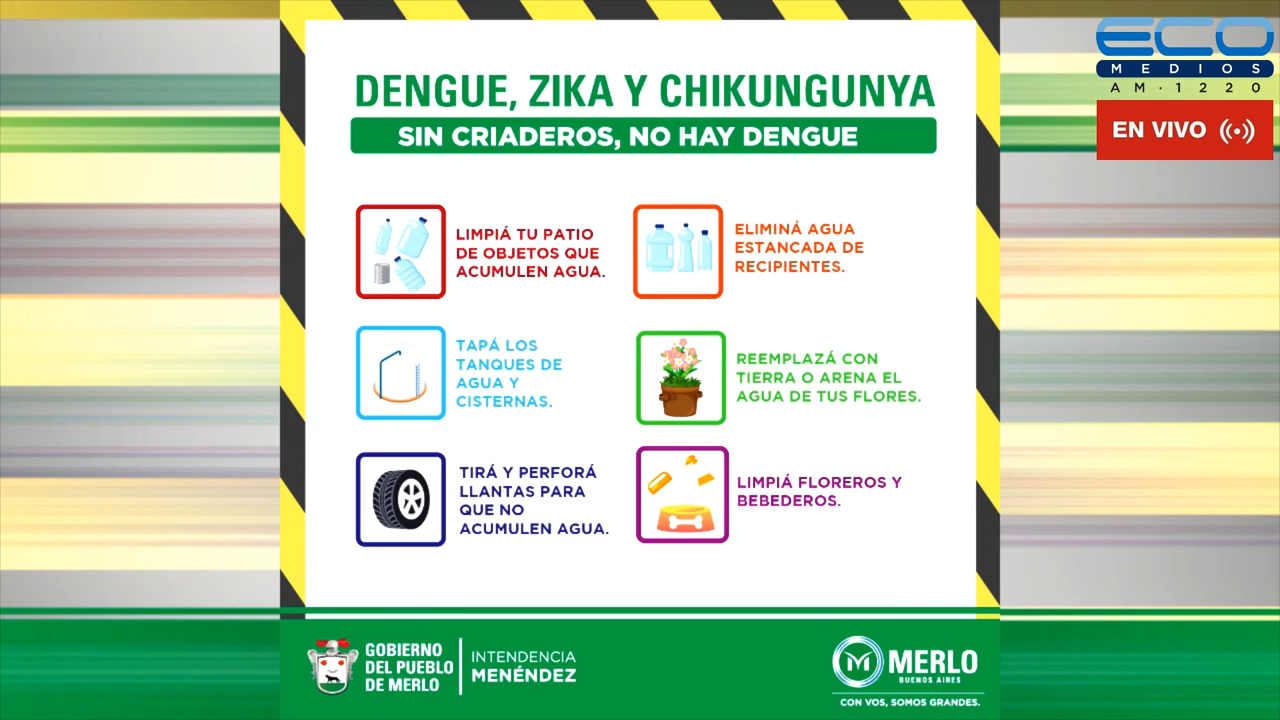 DENGUE, ZIKA Y CHIKUNGUNYA
SIN CRIADEROS, NO HAY DENGUE
LIMPIÁ TU PATIO
DE OBJETOS QUE
ACUMULEN AGUA.
ELIMINÁ AGUA
ESTANCADA DE
RECIPIENTES.
TAPÁ LOS
TANQUES DE
AGUA Y
CISTERNAS.
REEMPLAZÁ CON
TIERRA O ARENA EL
AGUA DE TUS FLORES.
TIRÁ Y PERFORÁ
LLANTAS PARA
QUE NO
ACUMULEN AGUA.
LIMPIÁ FLOREROS Y
BEBEDEROS.
GOBIERNO
DEL PUEBLO
DE MERLO
INTENDENCIA
MENÉNDEZ
MERLO
BUENOS AIRES
CON VOS, SOMOS GRANDES.
ECO
MEDIOS
AM·1220
EN VIVO